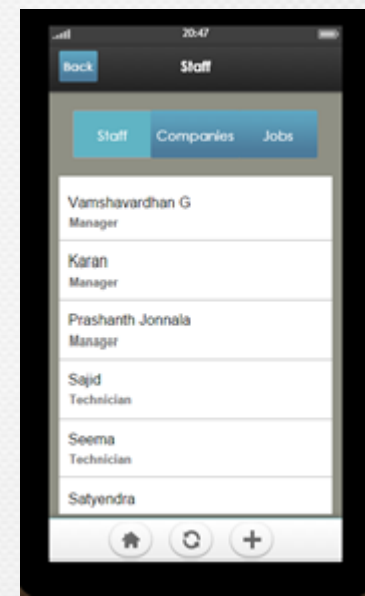 20:47
Back Staff
Staff Companies Jobs
Vamshavardhan G
Manager
Karan
Manager
Prashanth Jonnala
Manager
Sajid
Technician
Seema
Technician
Satyendra